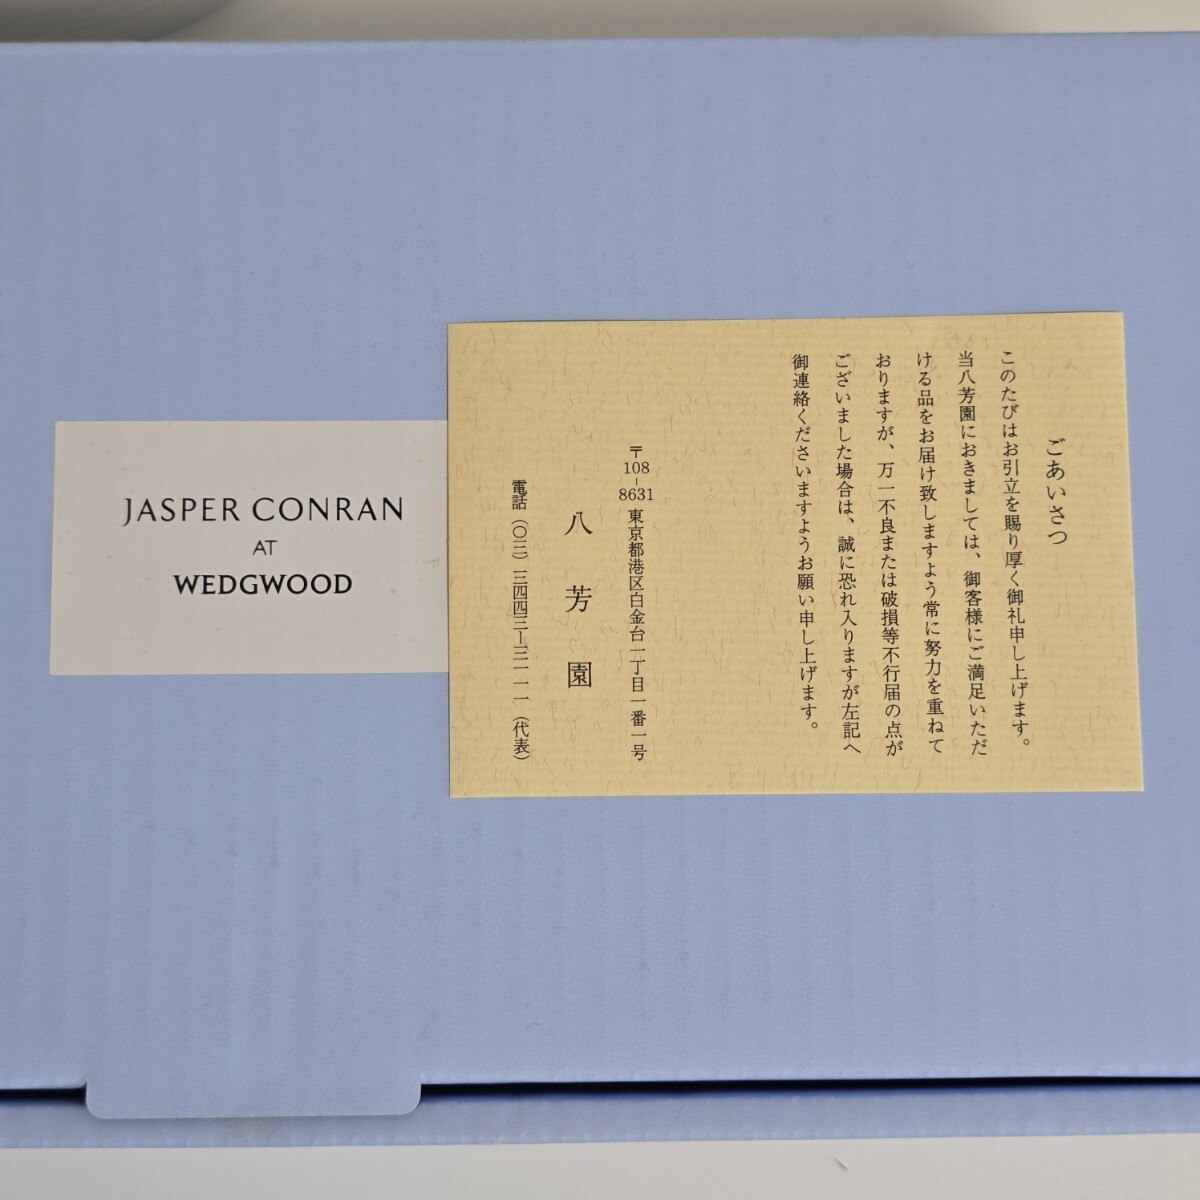 JASPER CONRAN
AT
WEDGWOOD
ごあいさつ
このたびはお引立を賜り厚く御礼申し上げます。
当八芳園におきましては、御客様にご満足いただ
ける品をお届け致しますよう常に努力を重ねて
おりますが、万一不良または破損等不行届の点が
ございました場合は、誠に恐れ入りますが左記へ
御連絡くださいますようお願い申し上げます。
〒108-8631 東京都港区白金台一丁目一番一号
八芳園
電話（〇三）三四四三―三一一一（代表）